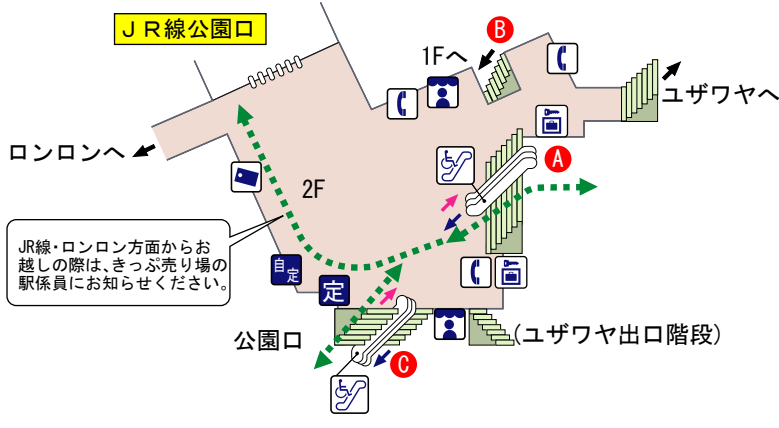 JR線公園口
B
1Fへ
ユザワヤへ
ロンロンへ
A
2F
JR線・ロンロン方面からお
越しの際は、きっぷ売り場の
駅係員にお知らせください。
自
定
定
公園口
(ユザワヤ出口階段)
C